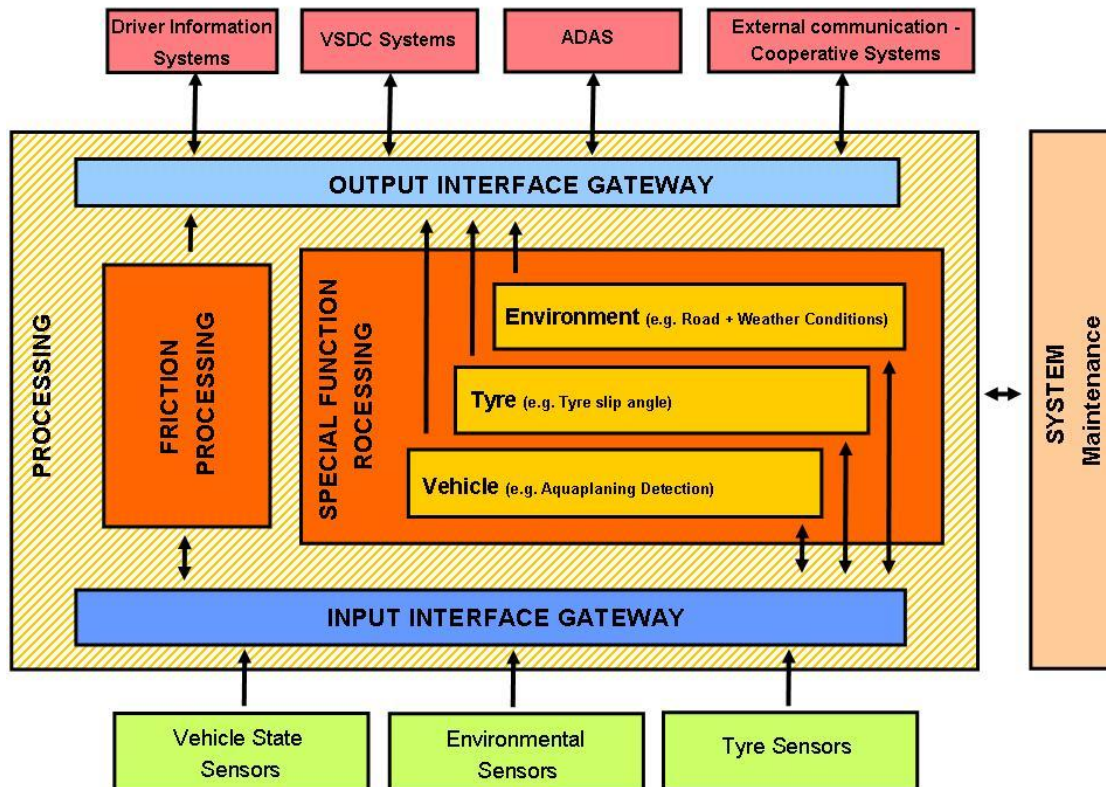 Driver Information
Systems
VSDC Systems
ADAS
External communication -
Cooperative Systems
OUTPUT INTERFACE GATEWAY
PROCESSING
FRICTION
PROCESSING
SPECIAL FUNCTION
ROCESSING
Environment (e.g. Road + Weather Conditions)
Tyre (e.g. Tyre slip angle)
Vehicle (e.g. Aquaplaning Detection)
SYSTEM
Maintenance
INPUT INTERFACE GATEWAY
Vehicle State
Sensors
Environmental
Sensors
Tyre Sensors